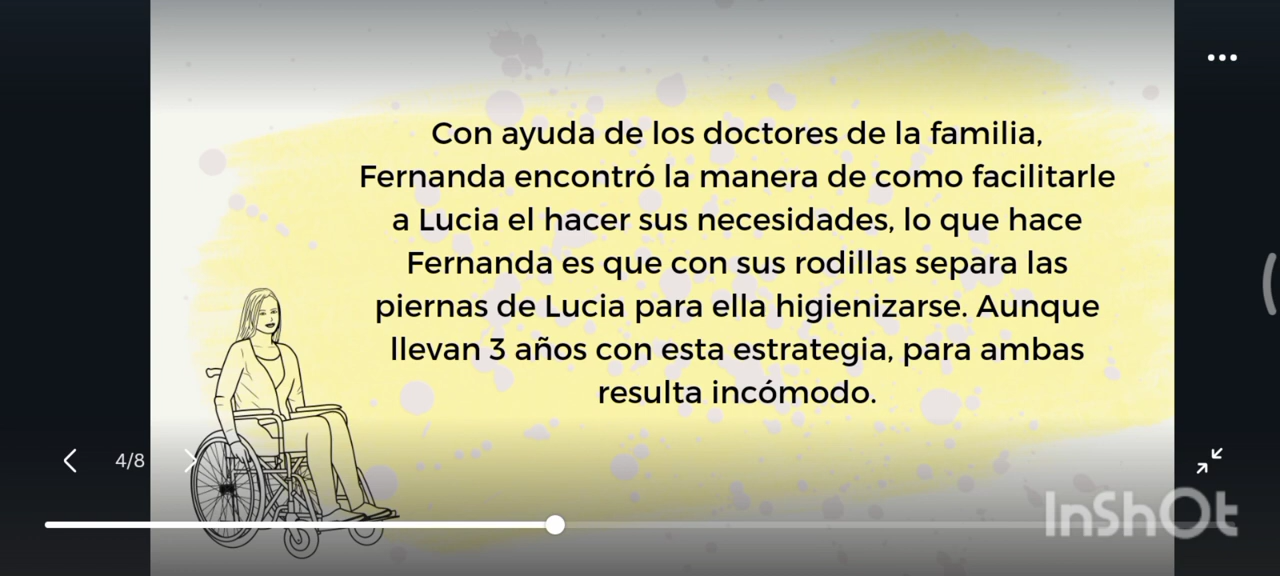 Con ayuda de los doctores de la familia,
Fernanda encontró la manera de como facilitarle
a Lucia el hacer sus necesidades, lo que hace
Fernanda es que con sus rodillas separa las
piernas de Lucia para ella higienizarse. Aunque
llevan 3 años con esta estrategia, para ambas
resulta incómodo.
4/8
InShOt